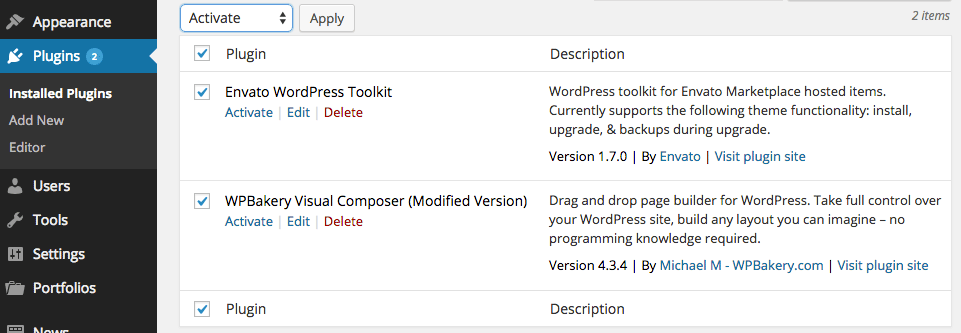 Appearance
Plugins 2
Installed Plugins
Add New
Editor
Users
Tools
Settings
Portfolios
News
Activate Apply 2 items
Plugin Description
Envato WordPress Toolkit
Activate | Edit | Delete
WordPress toolkit for Envato Marketplace hosted items.
Currently supports the following theme functionality: install,
upgrade, & backups during upgrade.
Version 1.7.0 | By Envato | Visit plugin site
WPBakery Visual Composer (Modified Version)
Activate | Edit | Delete
Drag and drop page builder for WordPress. Take full control over
your WordPress site, build any layout you can imagine – no
programming knowledge required.
Version 4.3.4 | By Michael M - WPBakery.com | Visit plugin site
Plugin Description